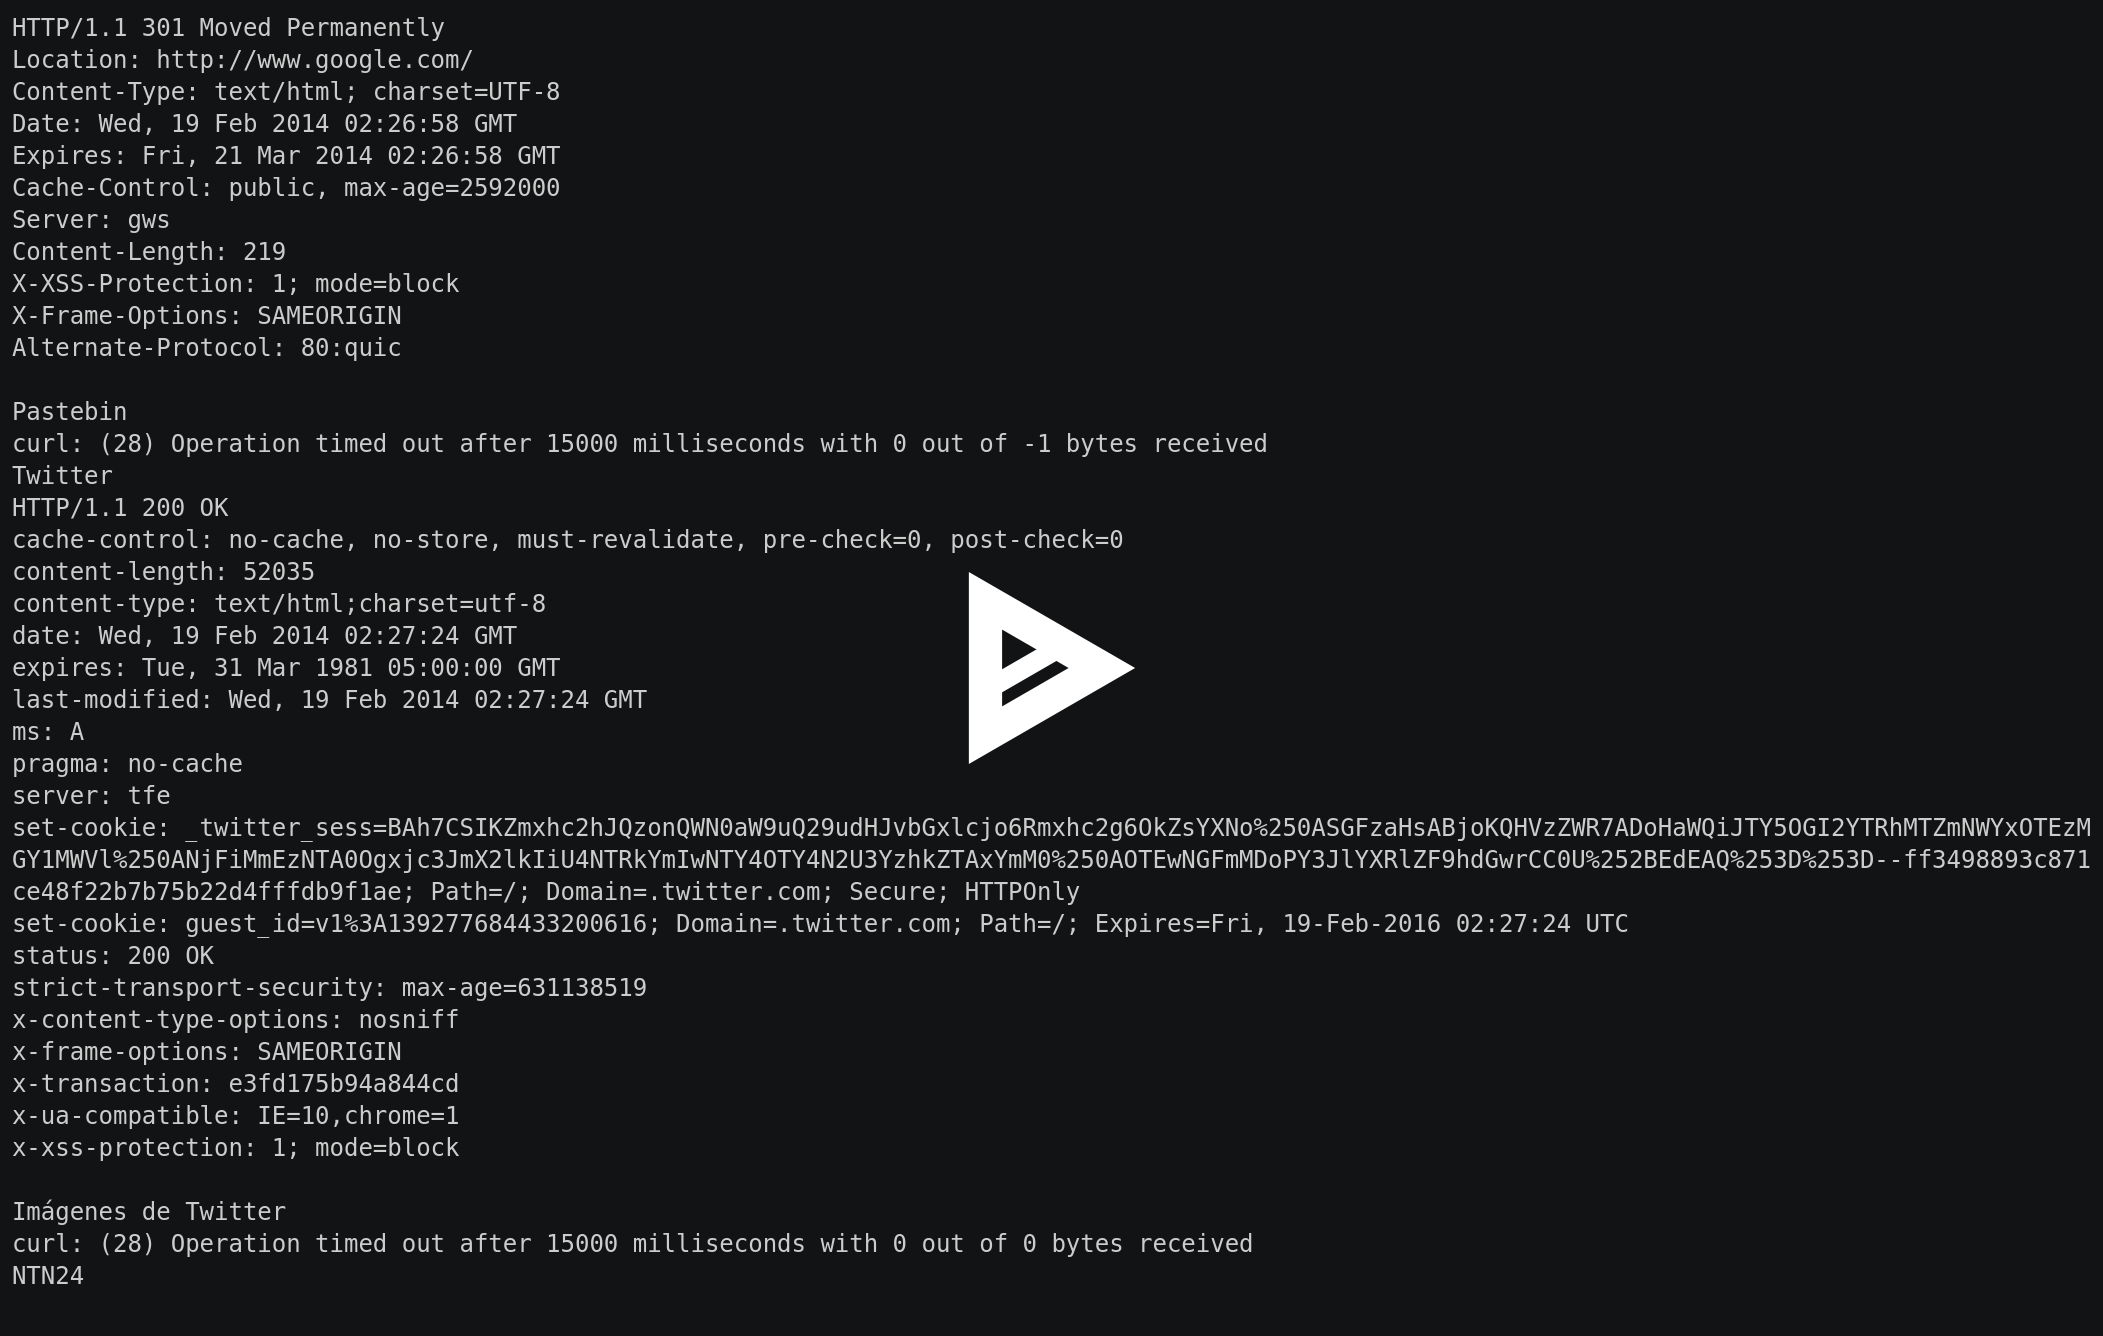 HTTP/1.1 301 Moved Permanently
Location: http://www.google.com/
Content-Type: text/html; charset=UTF-8
Date: Wed, 19 Feb 2014 02:26:58 GMT
Expires: Fri, 21 Mar 2014 02:26:58 GMT
Cache-Control: public, max-age=2592000
Server: gws
Content-Length: 219
X-XSS-Protection: 1; mode=block
X-Frame-Options: SAMEORIGIN
Alternate-Protocol: 80:quic

Pastebin
curl: (28) Operation timed out after 15000 milliseconds with 0 out of -1 bytes received
Twitter
HTTP/1.1 200 OK
cache-control: no-cache, no-store, must-revalidate, pre-check=0, post-check=0
content-length: 52035
content-type: text/html;charset=utf-8
date: Wed, 19 Feb 2014 02:27:24 GMT
expires: Tue, 31 Mar 1981 05:00:00 GMT
last-modified: Wed, 19 Feb 2014 02:27:24 GMT
ms: A
pragma: no-cache
server: tfe
set-cookie: _twitter_sess=BAh7CSIKZmxhc2hJQzonQWN0aW9uQ29udHJvbGxlcjo6Rmxhc2g6OkZsYXNo%250ASGFzaHsABjoKQHVzZWR7ADoHaWQiJTY5OGI2YTRhMTZmNWYxOTEzM
GY1MWVl%250ANjFiMmEzNTA0Ogxjc3JmX2lkIiU4NTRkYmIwNTY4OTY4N2U3YzhkZTAxYmM0%250AOTEwNGFmMDoPY3JlYXRlZF9hdGwrCC0U%252BEdEAQ%253D%253D--ff3498893c871
ce48f22b7b75b22d4fffdb9f1ae; Path=/; Domain=.twitter.com; Secure; HTTPOnly
set-cookie: guest_id=v1%3A139277684433200616; Domain=.twitter.com; Path=/; Expires=Fri, 19-Feb-2016 02:27:24 UTC
status: 200 OK
strict-transport-security: max-age=631138519
x-content-type-options: nosniff
x-frame-options: SAMEORIGIN
x-transaction: e3fd175b94a844cd
x-ua-compatible: IE=10,chrome=1
x-xss-protection: 1; mode=block

Imágenes de Twitter
curl: (28) Operation timed out after 15000 milliseconds with 0 out of 0 bytes received
NTN24